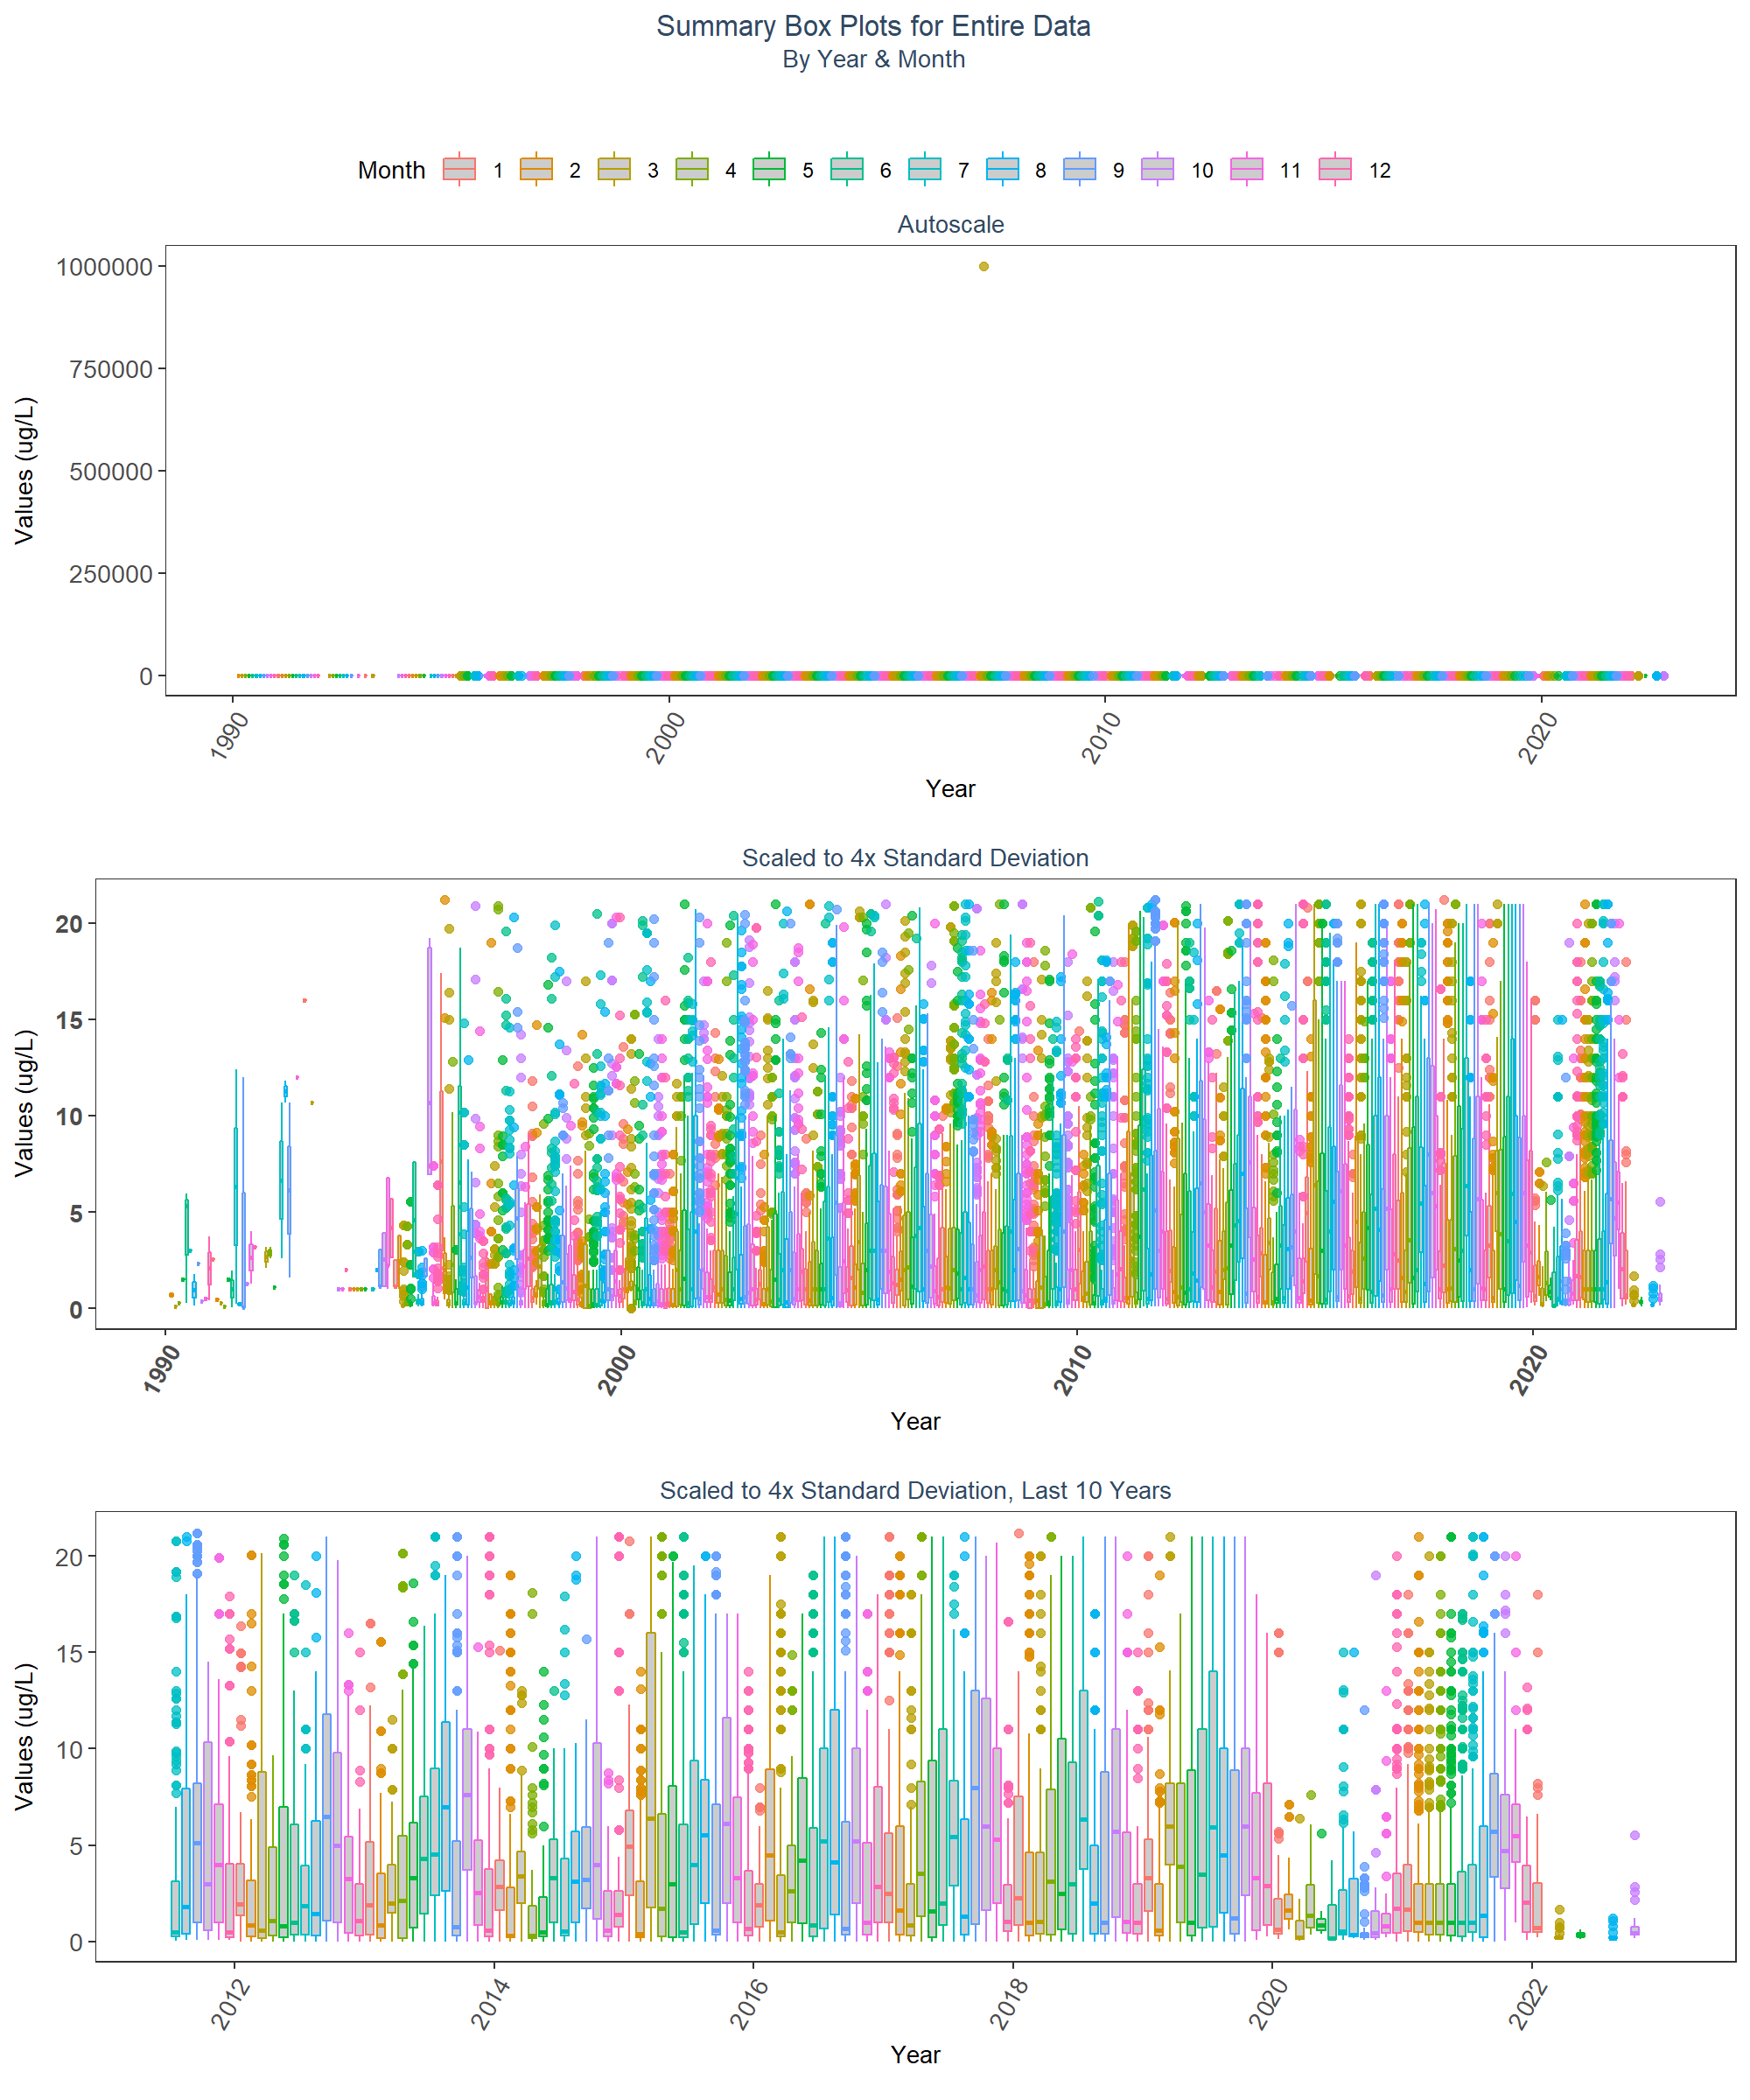 Summary Box Plots for Entire Data
By Year & Month
Month 1 2 3 4 5 6 7 8 9 10 11 12
Autoscale
Values (ug/L)
1000000
750000
500000
250000
0
1990 2000 2010 2020
Year
Scaled to 4x Standard Deviation
Values (ug/L)
20
15
10
5
0
1990 2000 2010 2020
Year
Scaled to 4x Standard Deviation, Last 10 Years
Values (ug/L)
20
15
10
5
0
2012 2014 2016 2018 2020 2022
Year